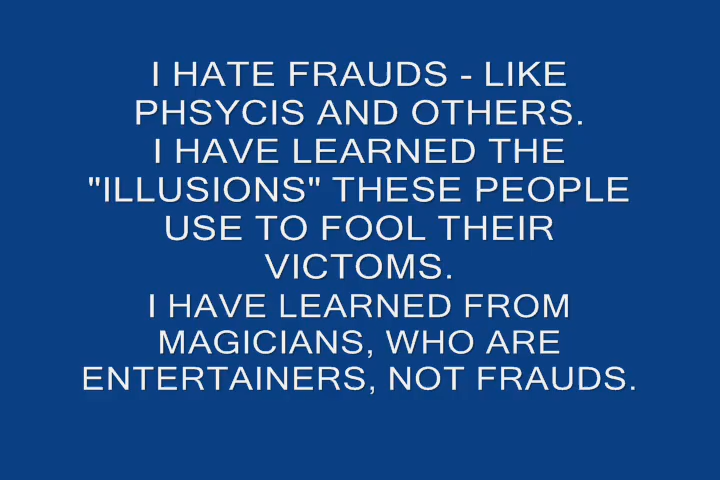 I HATE FRAUDS - LIKE
PHSYCIS AND OTHERS.
I HAVE LEARNED THE
"ILLUSIONS" THESE PEOPLE
USE TO FOOL THEIR
VICTOMS.
I HAVE LEARNED FROM
MAGICIANS, WHO ARE
ENTERTAINERS, NOT FRAUDS.